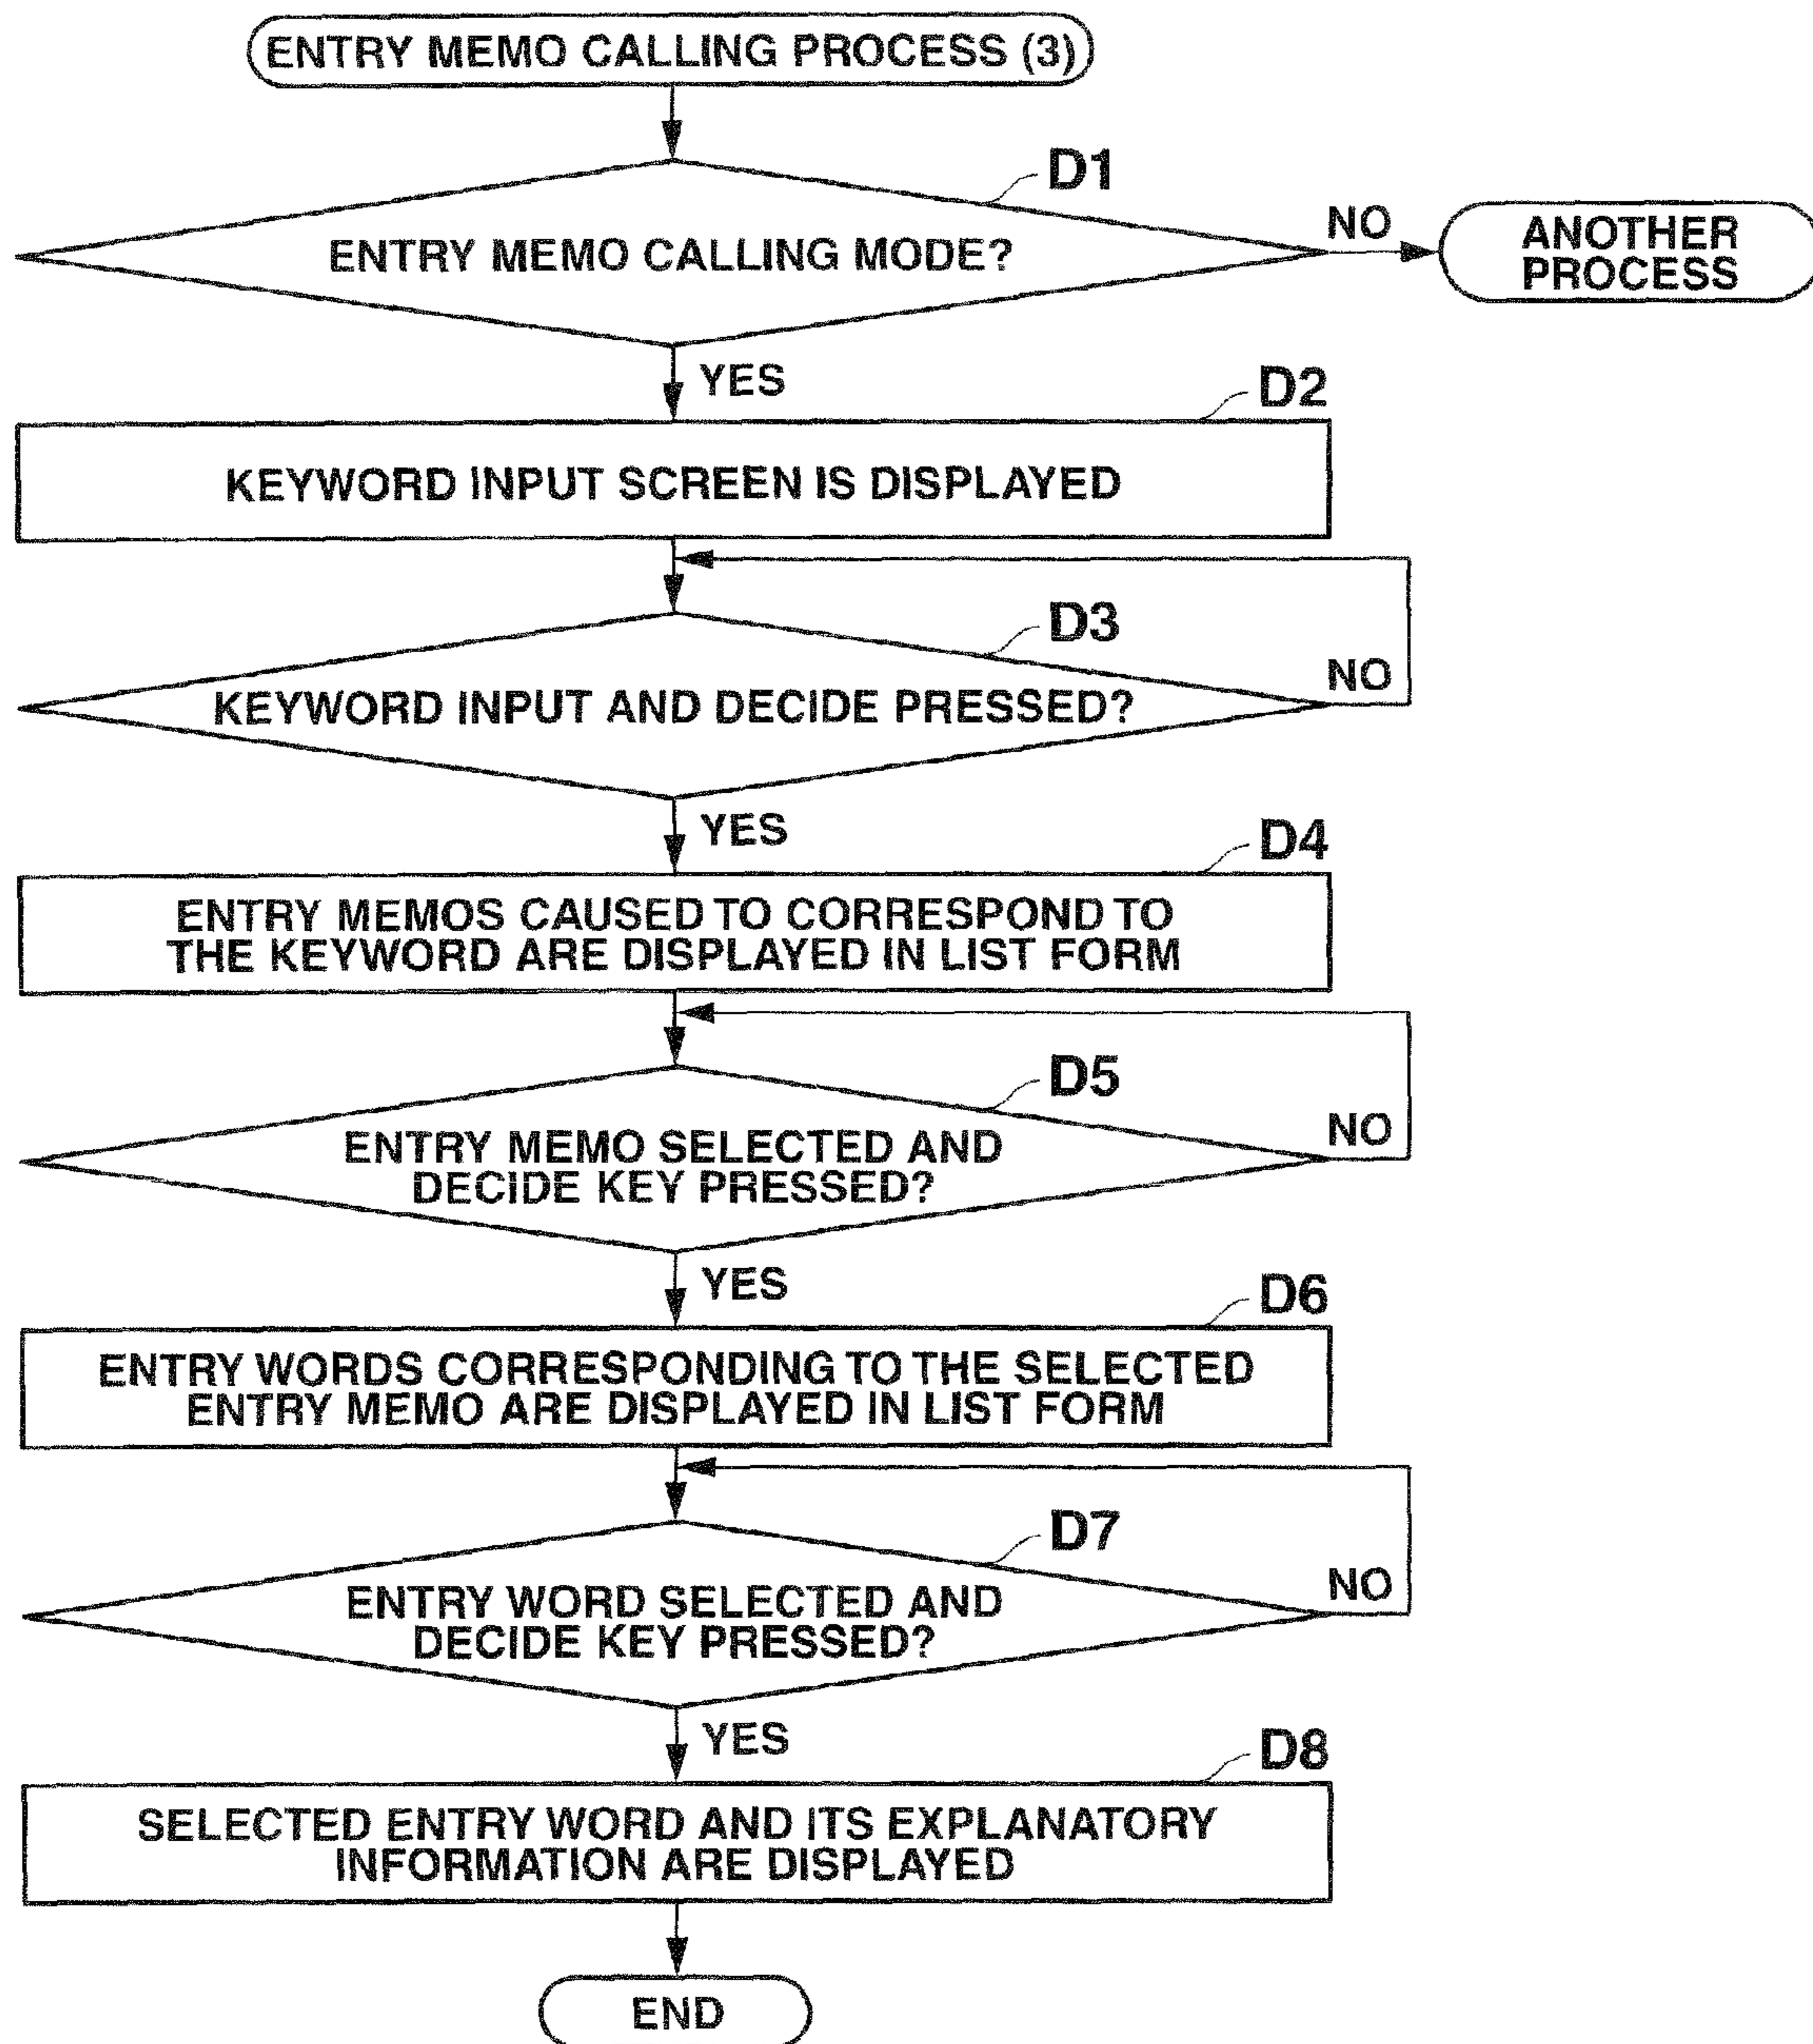 ENTRY MEMO CALLING PROCESS (3)
D1
ENTRY MEMO CALLING MODE?
NO
ANOTHER
PROCESS
YES
D2
KEYWORD INPUT SCREEN IS DISPLAYED
D3
KEYWORD INPUT AND DECIDE PRESSED?
NO
YES
D4
ENTRY MEMOS CAUSED TO CORRESPOND TO
THE KEYWORD ARE DISPLAYED IN LIST FORM
D5
ENTRY MEMO SELECTED AND
DECIDE KEY PRESSED?
NO
YES
D6
ENTRY WORDS CORRESPONDING TO THE SELECTED
ENTRY MEMO ARE DISPLAYED IN LIST FORM
D7
ENTRY WORD SELECTED AND
DECIDE KEY PRESSED?
NO
YES
D8
SELECTED ENTRY WORD AND ITS EXPLANATORY
INFORMATION ARE DISPLAYED
END